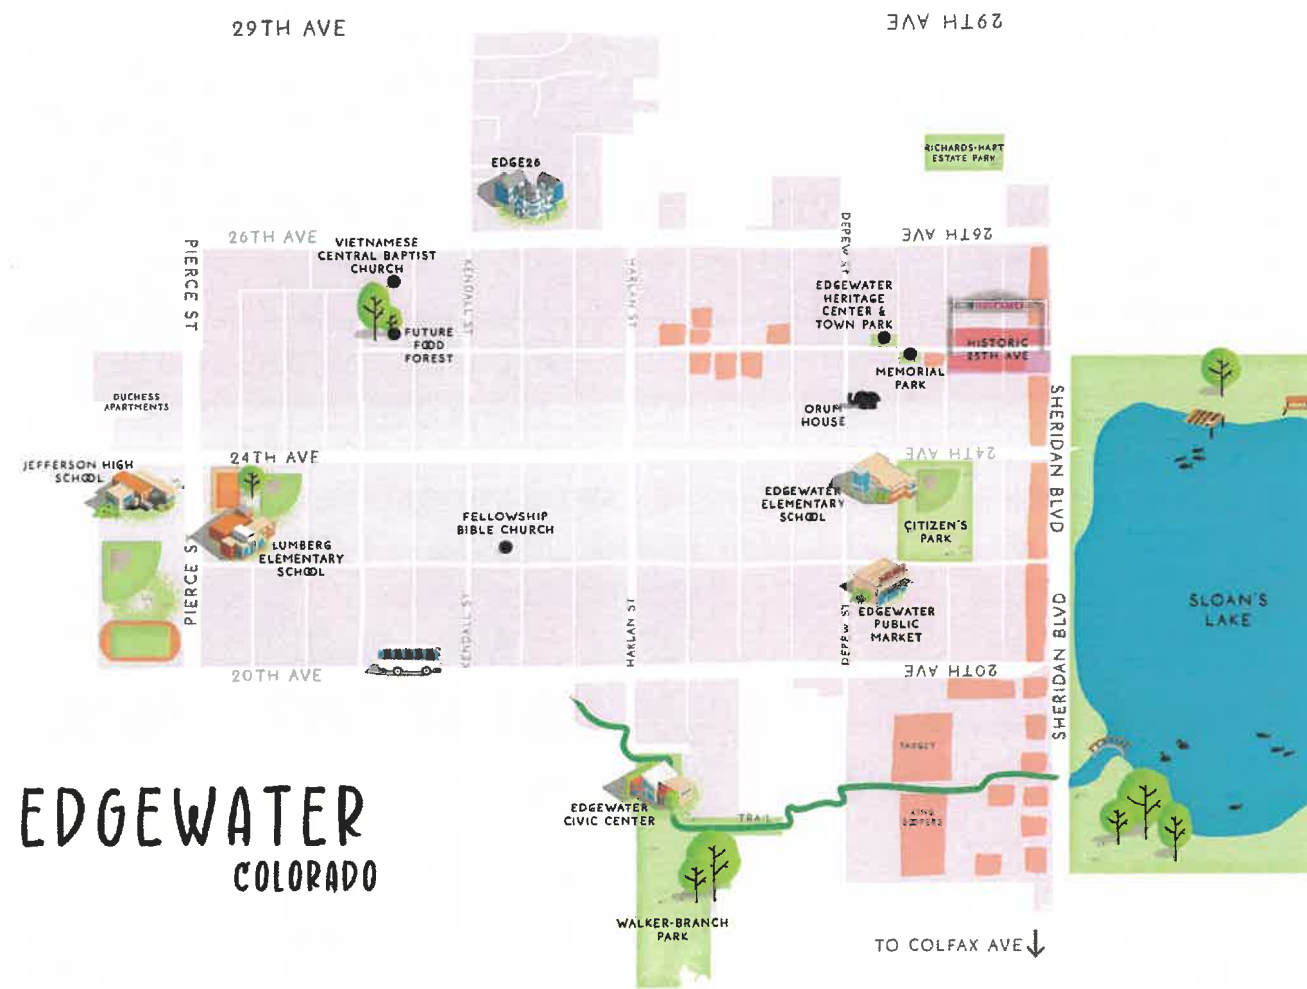 29TH AVE
29TH AVE
RICHARDS-HART
ESTATE PARK
EDGE26
26TH AVE
26TH AVE
PIERCE ST
VIETNAMESE
CENTRAL BAPTIST
CHURCH
KENDALL ST
HARLAN ST
DEPEW ST
EDGEWATER
HERITAGE
CENTER &
TOWN PARK
FUTURE
FOOD
FOREST
HISTORIC
25TH AVE
MEMORIAL
PARK
DUCHESS
APARTMENTS
ORUM
HOUSE
SHERIDAN BLVD
24TH AVE
24TH AVE
JEFFERSON HIGH
SCHOOL
EDGEWATER
ELEMENTARY
SCHOOL
CITIZEN'S
PARK
FELLOWSHIP
BIBLE CHURCH
LUMBERG
ELEMENTARY
SCHOOL
PIERCE ST
KENDALL ST
HARLAN ST
DEPEW ST
EDGEWATER
PUBLIC
MARKET
SHERIDAN BLVD
SLOAN'S
LAKE
20TH AVE
20TH AVE
TARGET
KING
SOOPERS
TRAIL
EDGEWATER
CIVIC CENTER
EDGEWATER
COLORADO
WALKER-BRANCH
PARK
TO COLFAX AVE